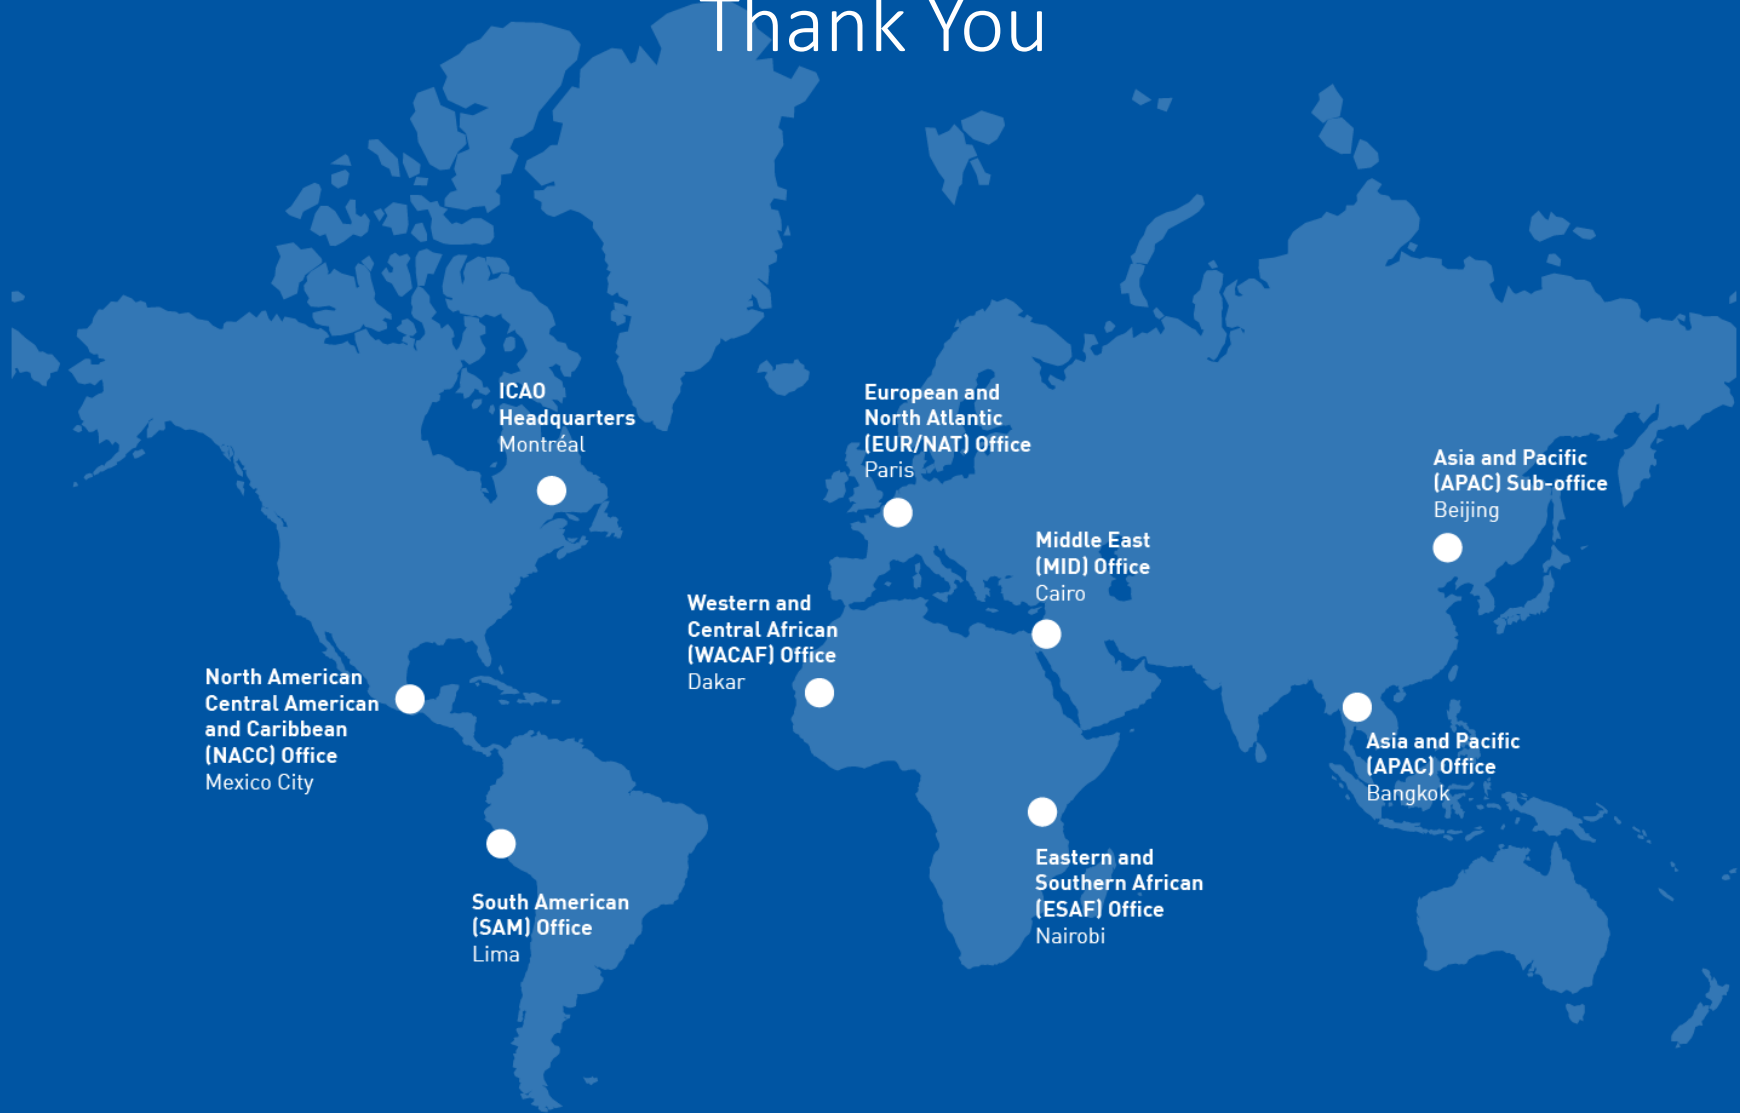 Thank You
ICAO
Headquarters
Montréal
European and
North Atlantic
(EUR/NAT) Office
Paris
Asia and Pacific
(APAC) Sub-office
Beijing
Middle East
(MID) Office
Cairo
Western and
Central African
(WACAF) Office
Dakar
North American
Central American
and Caribbean
(NACC) Office
Mexico City
Asia and Pacific
(APAC) Office
Bangkok
Eastern and
Southern African
(ESAF) Office
Nairobi
South American
(SAM) Office
Lima